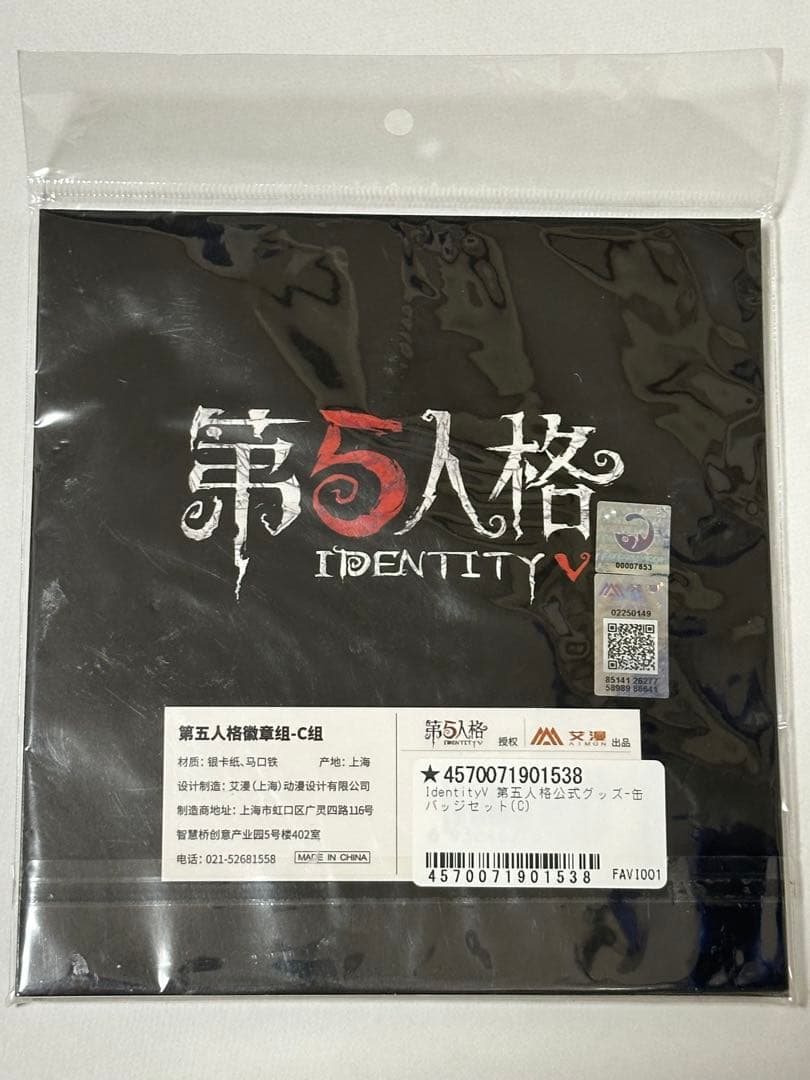 第5人格
IDENTITY V
00007853
艾漫
02250149
85141 26277
58989 86641
第五人格徽章组-C组
材质：银卡纸、马口铁 产地：上海
设计制造：艾漫(上海)动漫设计有限公司
制造商地址：上海市虹口区广灵四路116号
智慧桥创意产业园5号楼402室
电话：021-52681558 MADE IN CHINA
第5人格 IDENTITY V 授权 艾漫 AIMON 出品
★4570071901538
IdentityV 第五人格公式グッズ-缶
バッジセット(C)
4570071901538 FAVI001